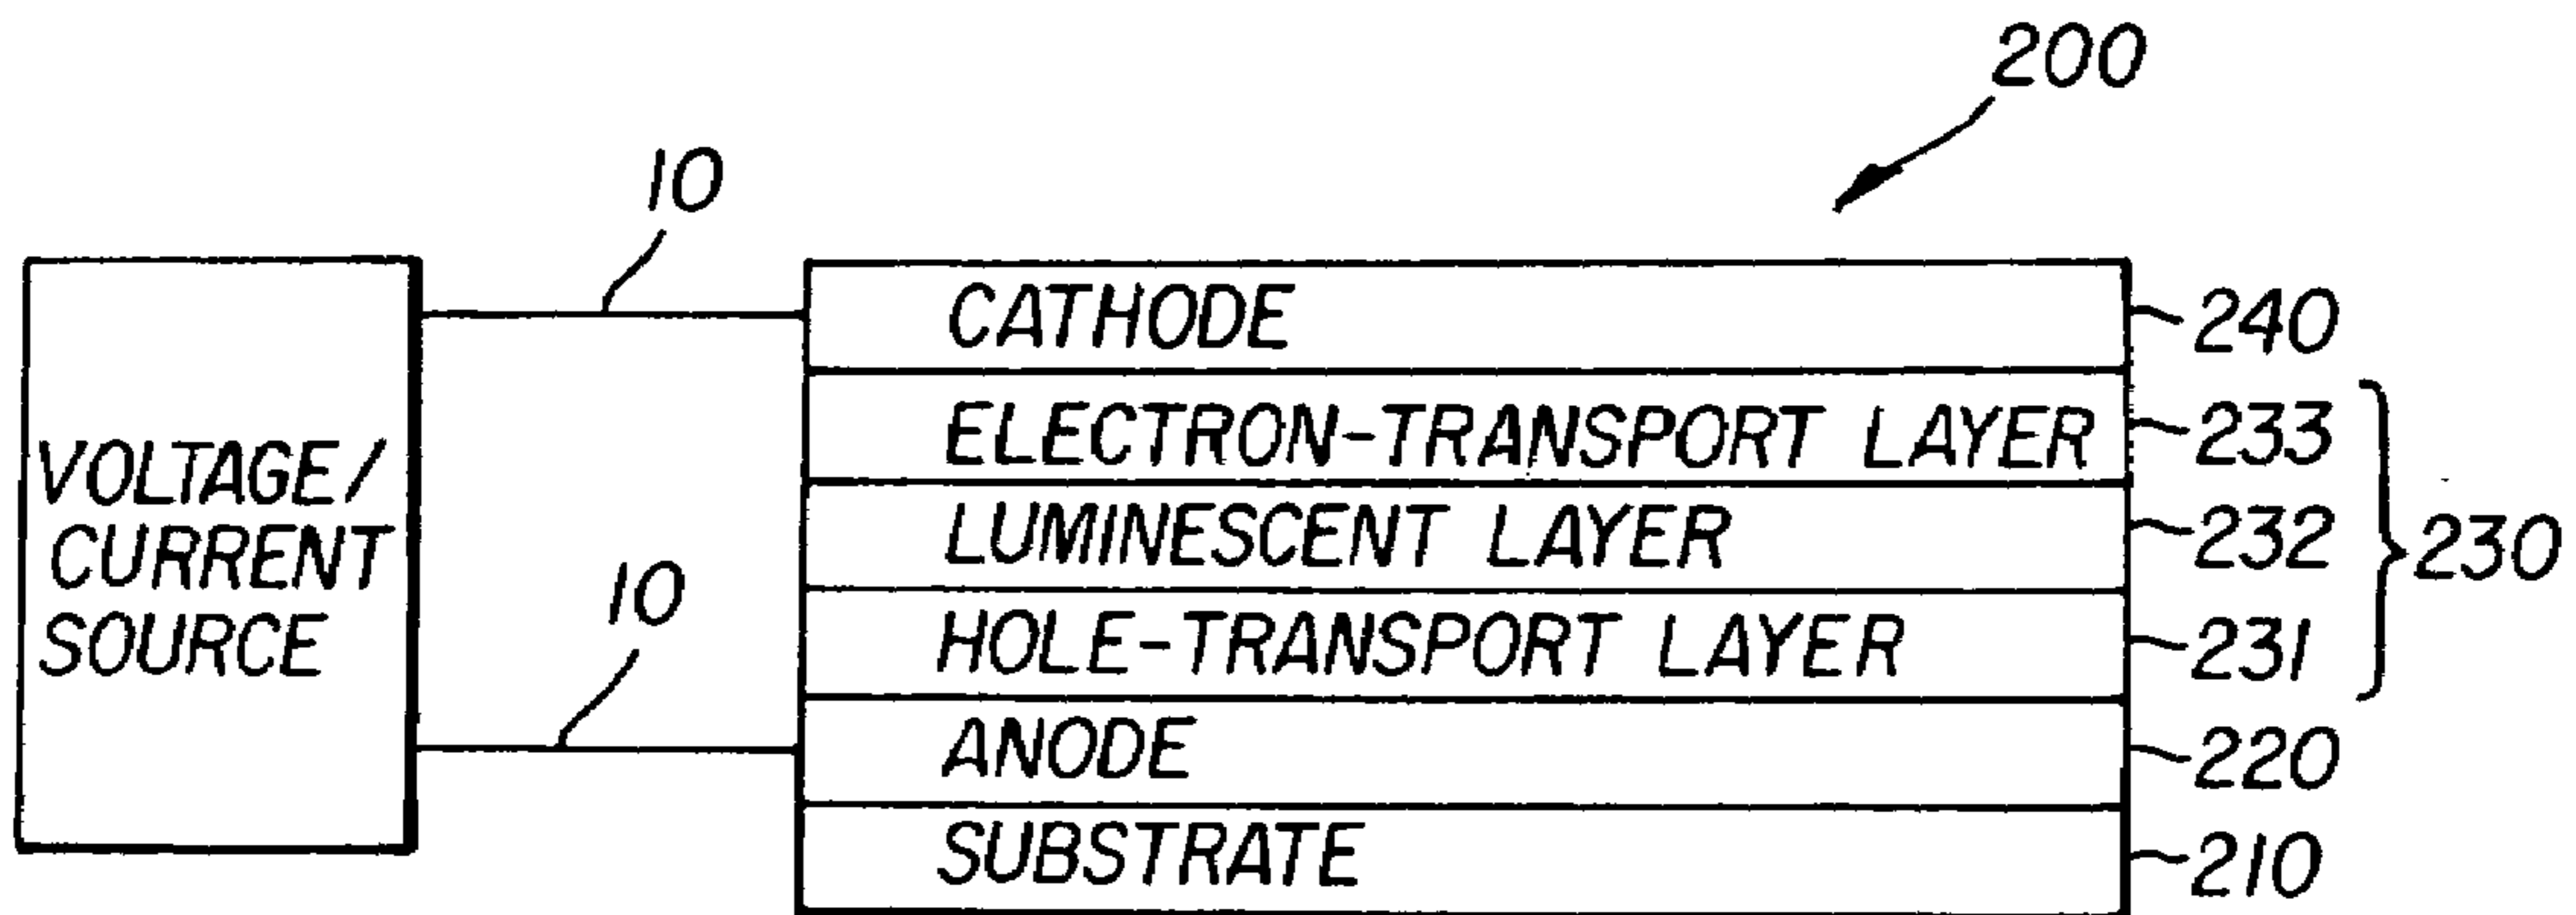 200
10
CATHODE
240
ELECTRON-TRANSPORT LAYER
233
VOLTAGE/
CURRENT
SOURCE
LUMINESCENT LAYER
232
230
10
HOLE-TRANSPORT LAYER
231
ANODE
220
SUBSTRATE
210